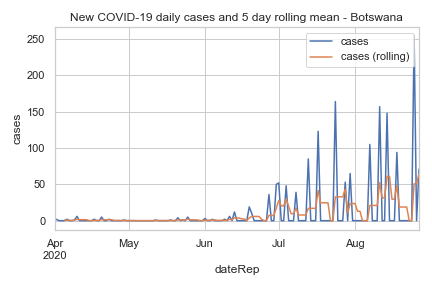 New COVID-19 daily cases and 5 day rolling mean - Botswana
cases
cases (rolling)
250
200
150
100
50
0
cases
Apr May Jun Jul Aug
2020
dateRep